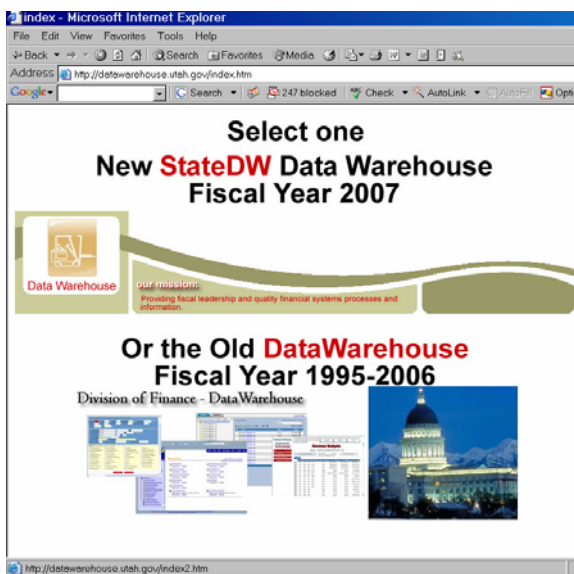 index - Microsoft Internet Explorer
File Edit View Favorites Tools Help
Back Search Favorites Media
Address http://datawarehouse.utah.gov/index.htm
Google Search 247 blocked Check AutoLink AutoFill Opti
Select one
New StateDW Data Warehouse
Fiscal Year 2007
Data Warehouse
our mission:
Providing fiscal leadership and quality financial systems processes and
information.
Or the Old DataWarehouse
Fiscal Year 1995-2006
Division of Finance - DataWarehouse
http://datawarehouse.utah.gov/index2.htm